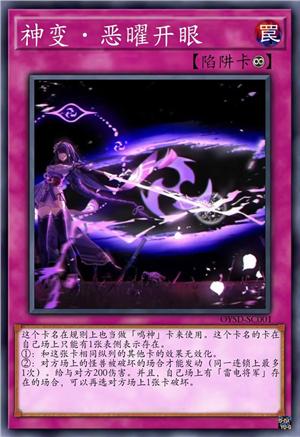 神变·恶曜开眼
罠
[陷阱卡∞]
OYSD-SC001
这个卡名在规则上也当做「鸣神」卡来使用。这个卡名的卡在
自己场上只能有1张表侧表示存在。
①：和这张卡相同纵列的其他卡的效果无效化。
②：对方场上的怪兽被破坏的场合才能发动（同一连锁上最多
1次）。给与对方200伤害。并且，自己场上有「雷电将军」存
在的场合，可以再选对方场上1张卡破坏。